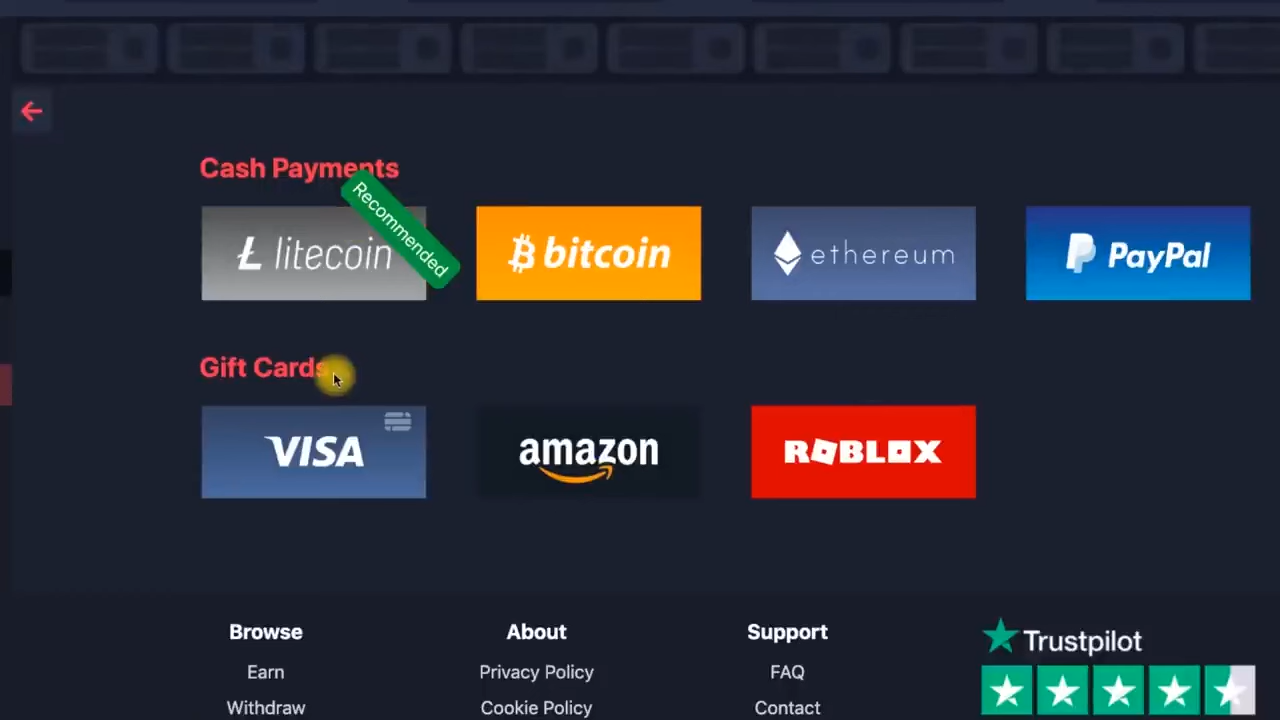 Cash Payments
Recommended
litecoin
bitcoin
ethereum
PayPal
Gift Cards
VISA
amazon
ROBLOX
Browse
About
Support
Trustpilot
Earn
Privacy Policy
FAQ
Withdraw
Cookie Policy
Contact